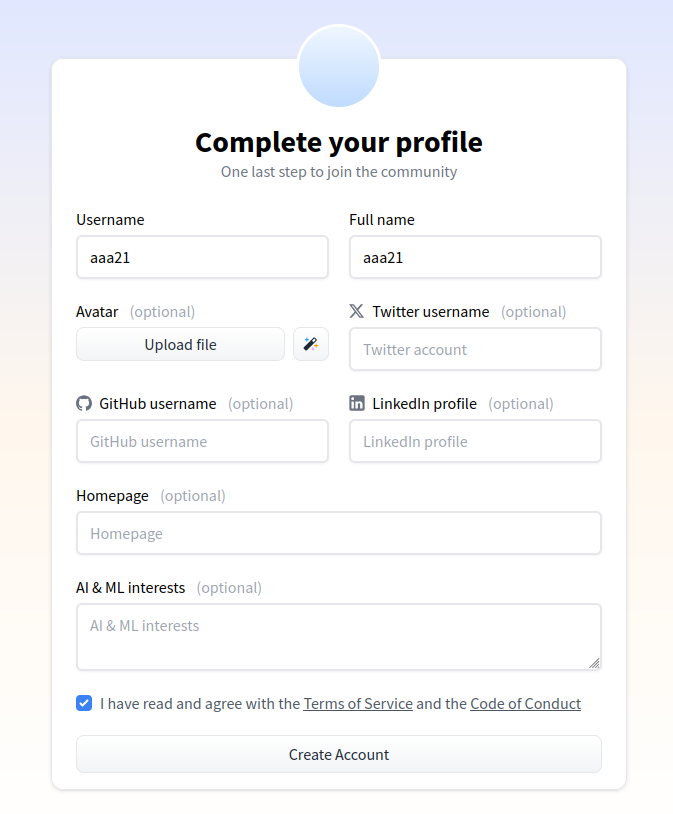 Complete your profile
One last step to join the community
Username
Full name
aaa21
aaa21
Avatar (optional)
Twitter username (optional)
Upload file
Twitter account
GitHub username (optional)
LinkedIn profile (optional)
GitHub username
LinkedIn profile
Homepage (optional)
Homepage
AI & ML interests (optional)
AI & ML interests
I have read and agree with the Terms of Service and the Code of Conduct
Create Account